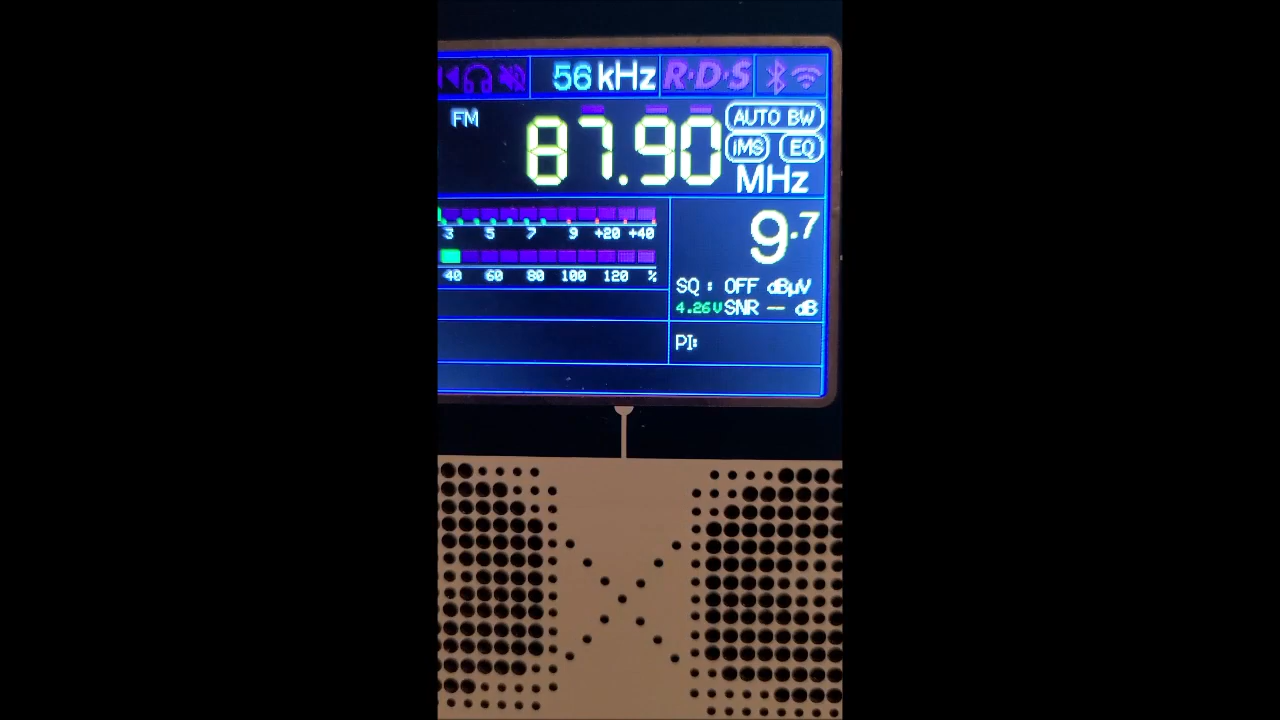 56 kHz R·D·S
FM 87.90 MHz
AUTO BW
iMS EQ
3 5 7 9 +20 +40
40 60 80 100 120 %
9.7
SQ : OFF dBµV
4.26V SNR -- dB
PI: